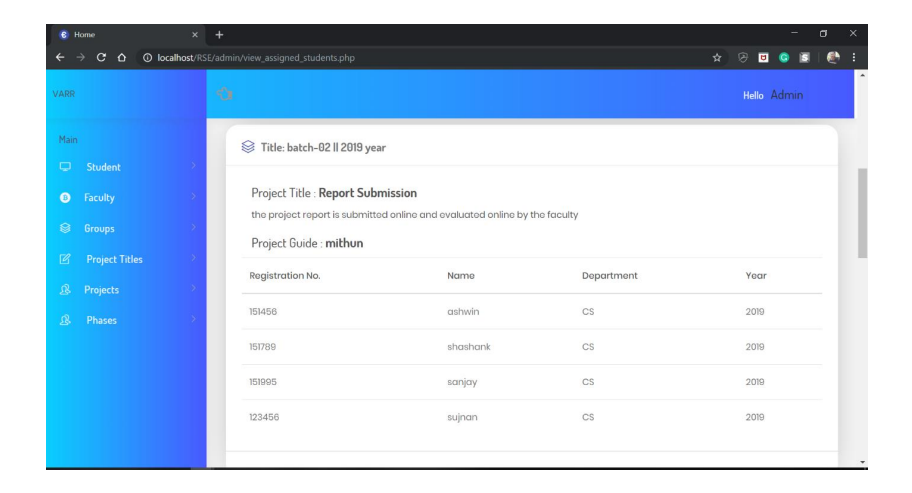 Home
localhost/RSE/admin/view_assigned_students.php
VARR
Hello Admin
Main
Student
Faculty
Groups
Project Titles
Projects
Phases
Title: batch-02 || 2019 year
Project Title : Report Submission
the project report is submitted online and evaluated online by the faculty
Project Guide : mithun
Registration No. Name Department Year
151456 ashwin CS 2019
151789 shashank CS 2019
151995 sanjay CS 2019
123456 sujnan CS 2019